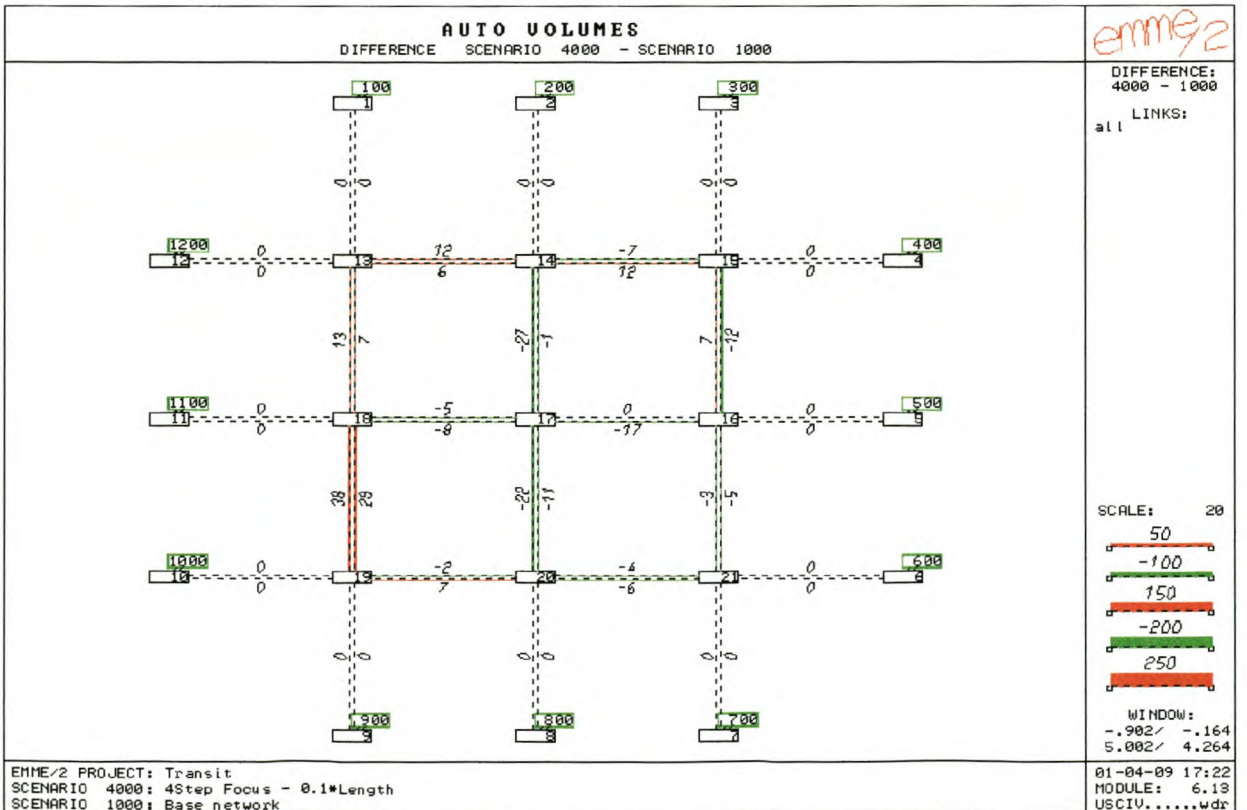 AUTO VOLUMES
DIFFERENCE SCENARIO 4000 - SCENARIO 1000
emme/2
DIFFERENCE:
4000 - 1000
LINKS:
all
100 200 300
1 2 3
0 0 0 0 0 0
1200 0 12 -7 0 400
12 13 14 15 4
0 6 12 0
13 7 -27 -1 7 -12
1100 0 -5 0 0 500
11 18 17 16 5
0 -8 -17 0
38 29 -22 -11 -3 -5
1000 0 -2 -4 0 600
10 19 20 21 6
0 7 -6 0
0 0 0 0 0 0
900 800 700
9 8 7
SCALE: 20
50
-100
150
-200
250
WINDOW:
-.902/ -.164
5.002/ 4.264
EMME/2 PROJECT: Transit
SCENARIO 4000: 4Step Focus - 0.1*Length
SCENARIO 1000: Base network
01-04-09 17:22
MODULE: 6.13
USCIV......wdr